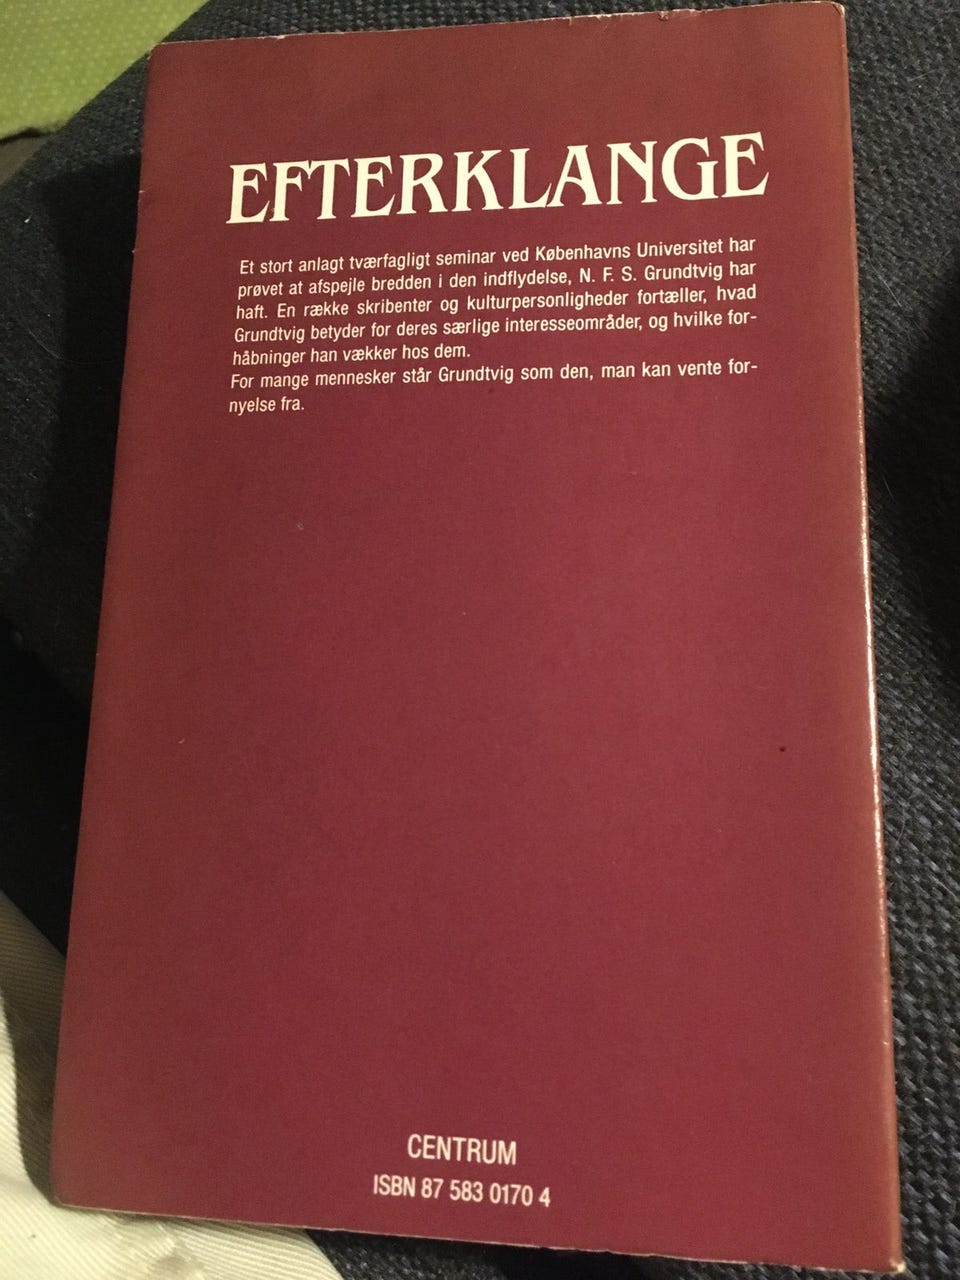 EFTERKLANGE
Et stort anlagt tværfagligt seminar ved Københavns Universitet har
prøvet at afspejle bredden i den indflydelse, N. F. S. Grundtvig har
haft. En række skribenter og kulturpersonligheder fortæller, hvad
Grundtvig betyder for deres særlige interesseområder, og hvilke for-
håbninger han vækker hos dem.
For mange mennesker står Grundtvig som den, man kan vente for-
nyelse fra.
CENTRUM
ISBN 87 583 0170 4